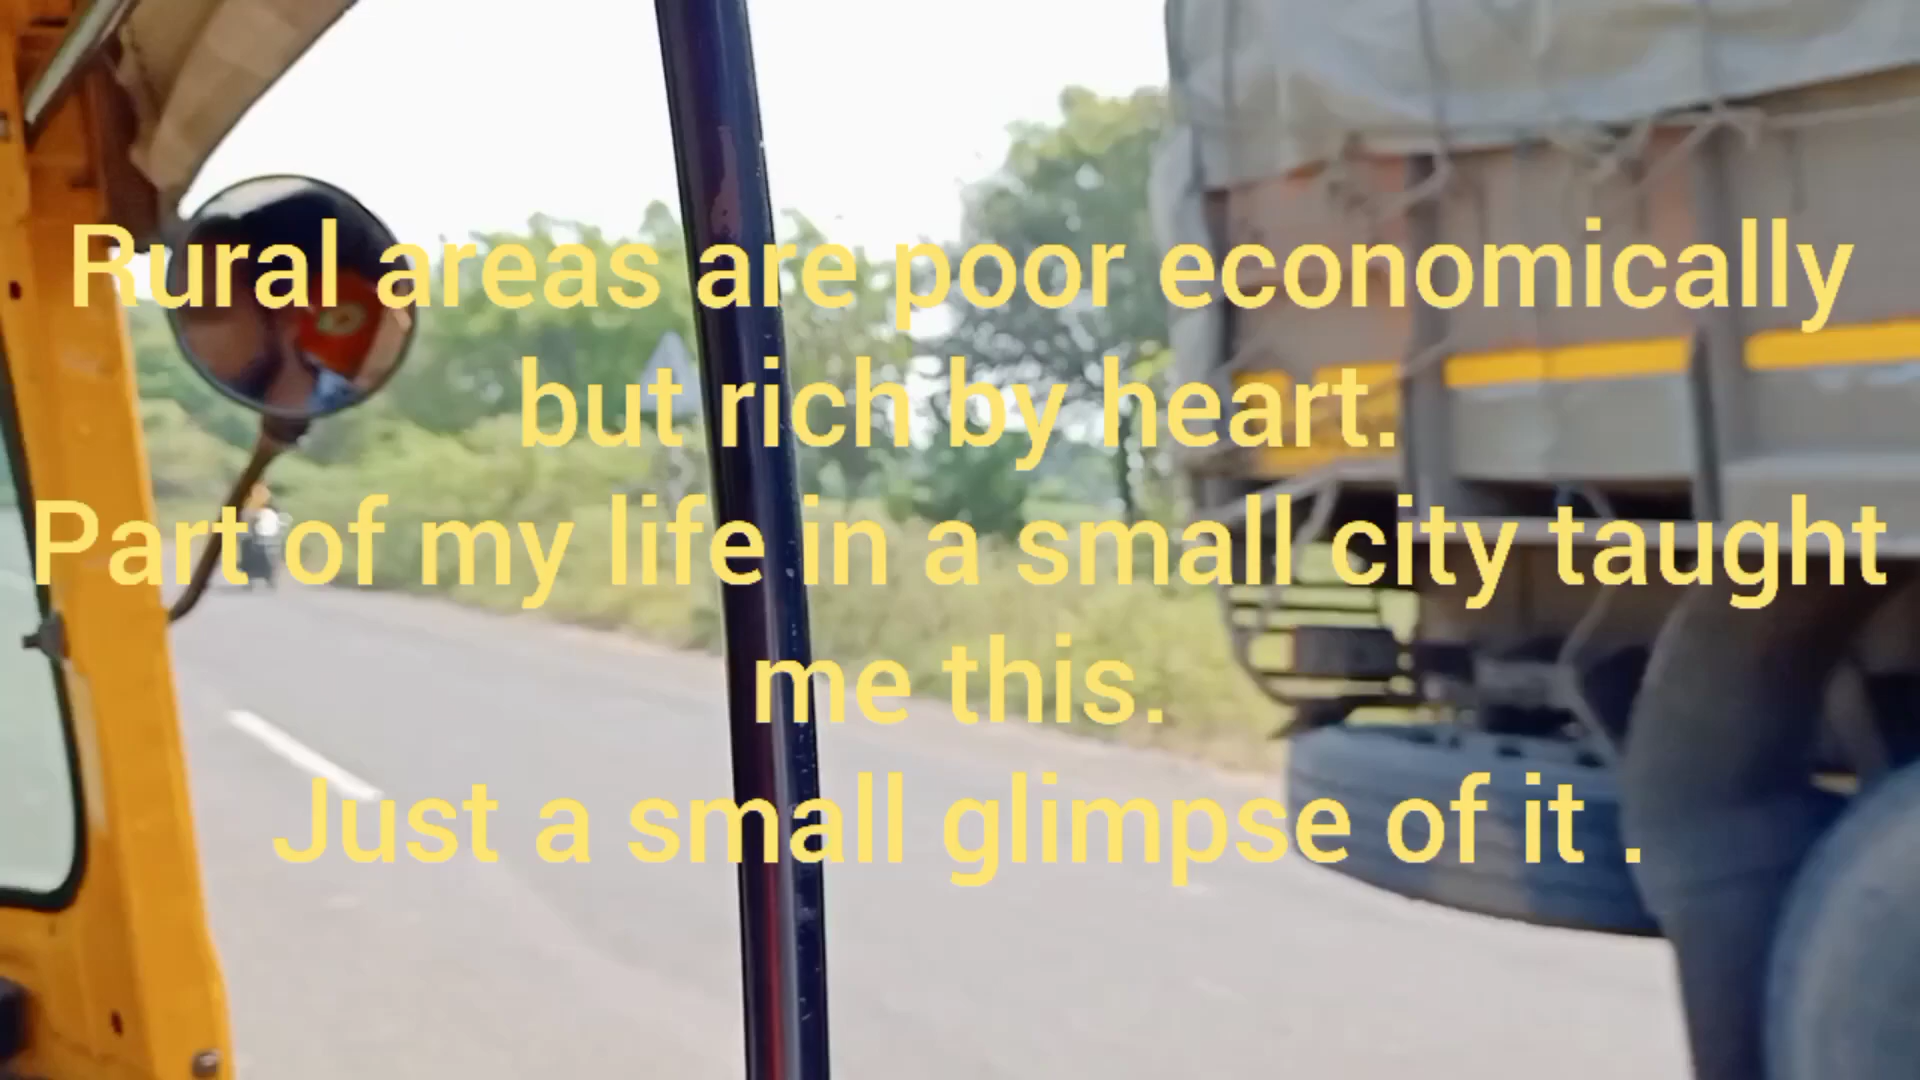 Rural areas are poor economically
but rich by heart.
Part of my life in a small city taught
me this.
Just a small glimpse of it .